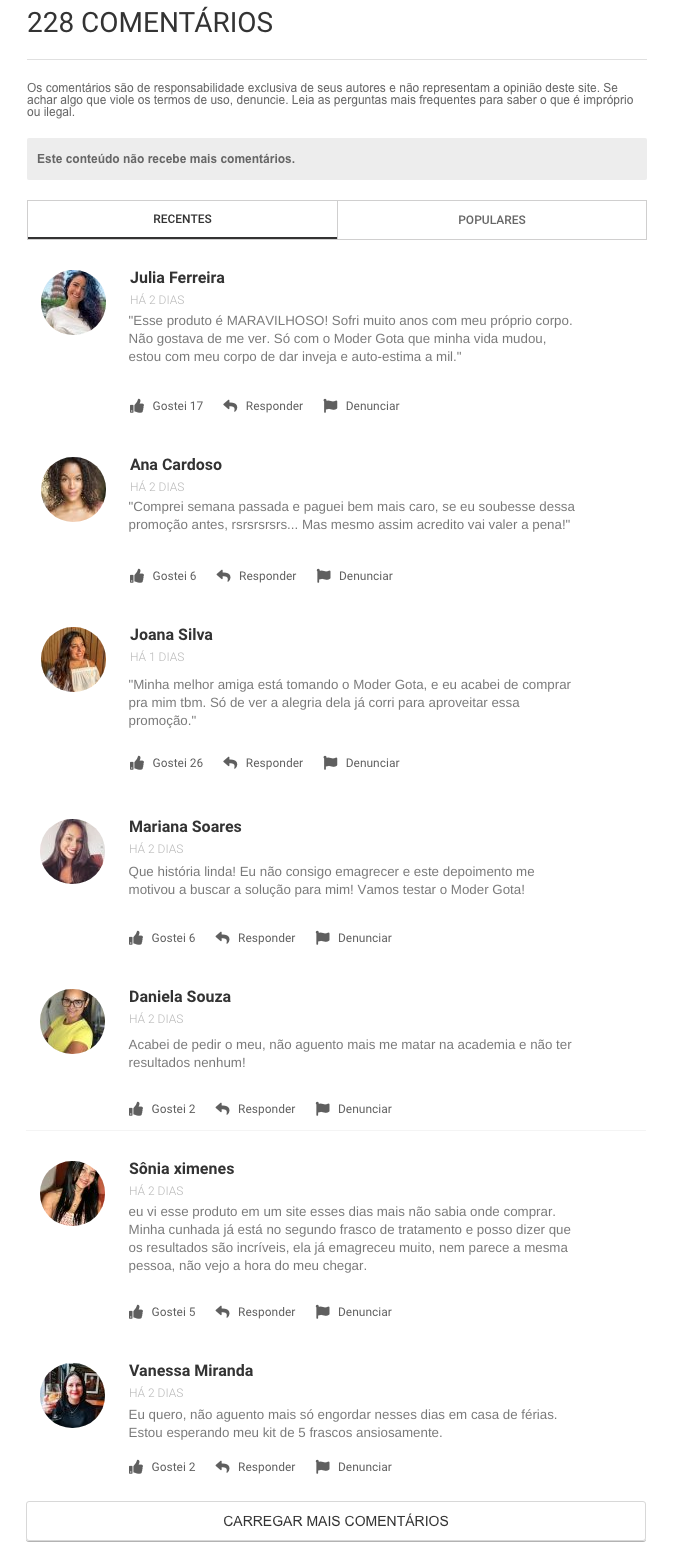 228 COMENTÁRIOS
Os comentários são de responsabilidade exclusiva de seus autores e não representam a opinião deste site. Se
achar algo que viole os termos de uso, denuncie. Leia as perguntas mais frequentes para saber o que é impróprio
ou ilegal.
Este conteúdo não recebe mais comentários.
RECENTES
POPULARES
Julia Ferreira
HÁ 2 DIAS
"Esse produto é MARAVILHOSO! Sofri muito anos com meu próprio corpo.
Não gostava de me ver. Só com o Moder Gota que minha vida mudou,
estou com meu corpo de dar inveja e auto-estima a mil."
Gostei 17 Responder Denunciar
Ana Cardoso
HÁ 2 DIAS
"Comprei semana passada e paguei bem mais caro, se eu soubesse dessa
promoção antes, rsrsrsrsrs... Mas mesmo assim acredito vai valer a pena!"
Gostei 6 Responder Denunciar
Joana Silva
HÁ 1 DIAS
"Minha melhor amiga está tomando o Moder Gota, e eu acabei de comprar
pra mim tbm. Só de ver a alegria dela já corri para aproveitar essa
promoção."
Gostei 26 Responder Denunciar
Mariana Soares
HÁ 2 DIAS
Que história linda! Eu não consigo emagrecer e este depoimento me
motivou a buscar a solução para mim! Vamos testar o Moder Gota!
Gostei 6 Responder Denunciar
Daniela Souza
HÁ 2 DIAS
Acabei de pedir o meu, não aguento mais me matar na academia e não ter
resultados nenhum!
Gostei 2 Responder Denunciar
Sônia ximenes
HÁ 2 DIAS
eu vi esse produto em um site esses dias mais não sabia onde comprar.
Minha cunhada já está no segundo frasco de tratamento e posso dizer que
os resultados são incríveis, ela já emagreceu muito, nem parece a mesma
pessoa, não vejo a hora do meu chegar.
Gostei 5 Responder Denunciar
Vanessa Miranda
HÁ 2 DIAS
Eu quero, não aguento mais só engordar nesses dias em casa de férias.
Estou esperando meu kit de 5 frascos ansiosamente.
Gostei 2 Responder Denunciar
CARREGAR MAIS COMENTÁRIOS